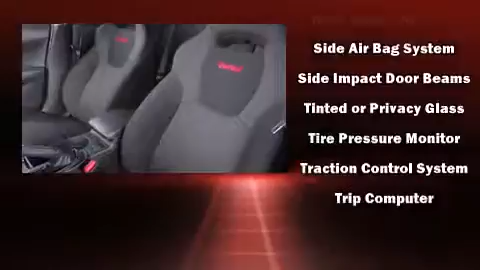 Side Air Bag System
Side Impact Door Beams
Tinted or Privacy Glass
Tire Pressure Monitor
Traction Control System
Trip Computer